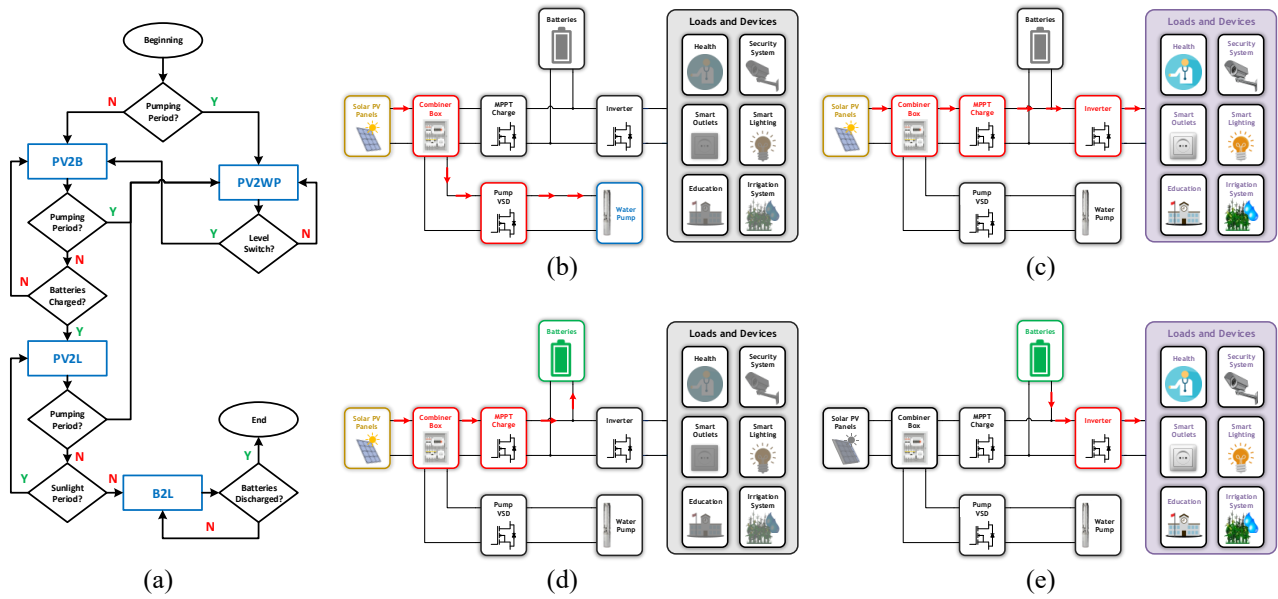 Beginning
N
Y
Pumping
Period?
PV2B
PV2WP
Pumping
Period?
Y
Y
Level
Switch?
N
N
N
Batteries
Charged?
Y
PV2L
Pumping
Period?
End
Y
N
Y
Sunlight
Period?
N
B2L
Batteries
Discharged?
N
(a)
Batteries
Loads and Devices
Health
Security
System
Solar PV
Panels
Combiner
Box
MPPT
Charge
Inverter
Smart
Outlets
Smart
Lighting
Pump
VSD
Water
Pump
Education
Irrigation
System
(b)
Batteries
Loads and Devices
Health
Security
System
Solar PV
Panels
Combiner
Box
MPPT
Charge
Inverter
Smart
Outlets
Smart
Lighting
Pump
VSD
Water
Pump
Education
Irrigation
System
(c)
Batteries
Loads and Devices
Health
Security
System
Solar PV
Panels
Combiner
Box
MPPT
Charge
Inverter
Smart
Outlets
Smart
Lighting
Pump
VSD
Water
Pump
Education
Irrigation
System
(d)
Batteries
Loads and Devices
Health
Security
System
Solar PV
Panels
Combiner
Box
MPPT
Charge
Inverter
Smart
Outlets
Smart
Lighting
Pump
VSD
Water
Pump
Education
Irrigation
System
(e)